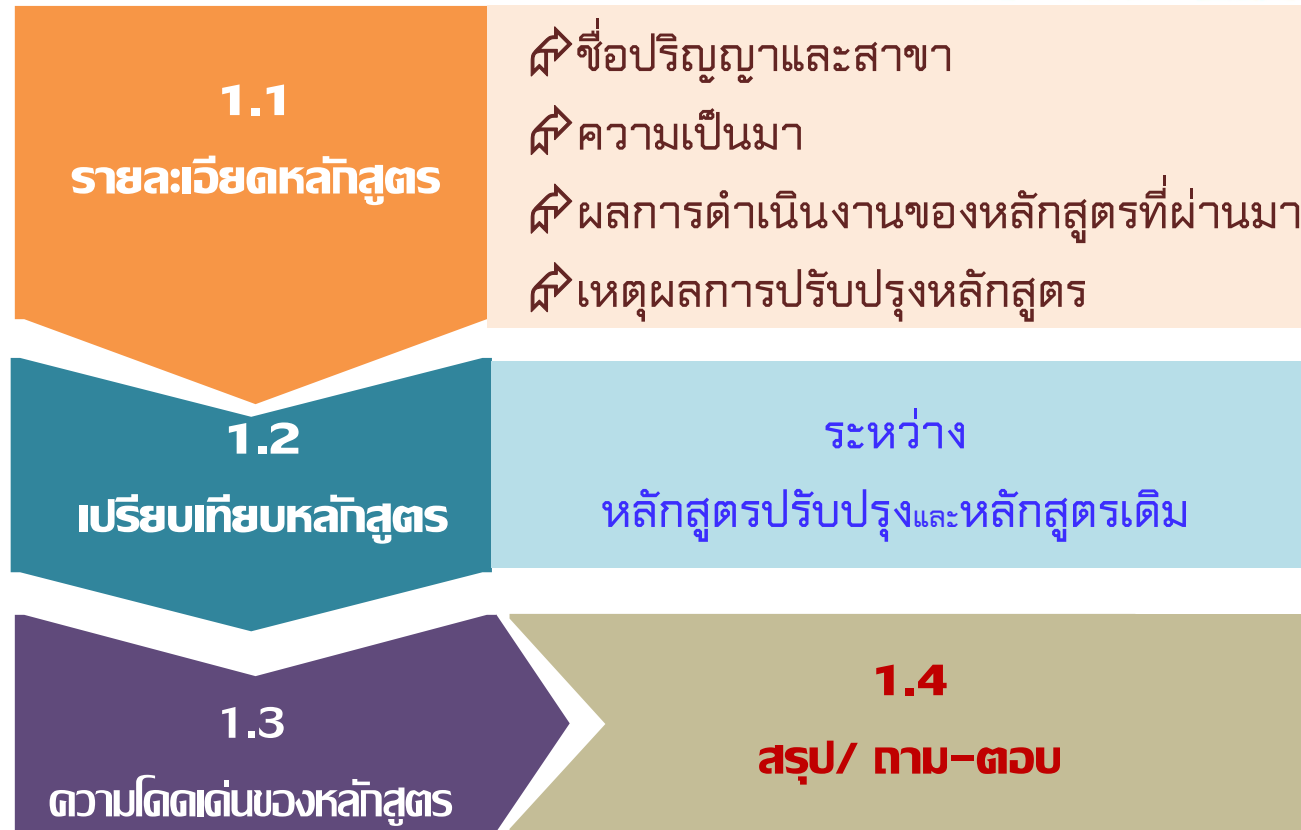 1.1
รายละเอียดหลักสูตร
ชื่อปริญญาและสาขา
ความเป็นมา
ผลการดำเนินงานของหลักสูตรที่ผ่านมา
เหตุผลการปรับปรุงหลักสูตร
1.2
เปรียบเทียบหลักสูตร
ระหว่าง
หลักสูตรปรับปรุงและหลักสูตรเดิม
1.3
ความโดดเด่นของหลักสูตร
1.4
สรุป/ ถาม-ตอบ